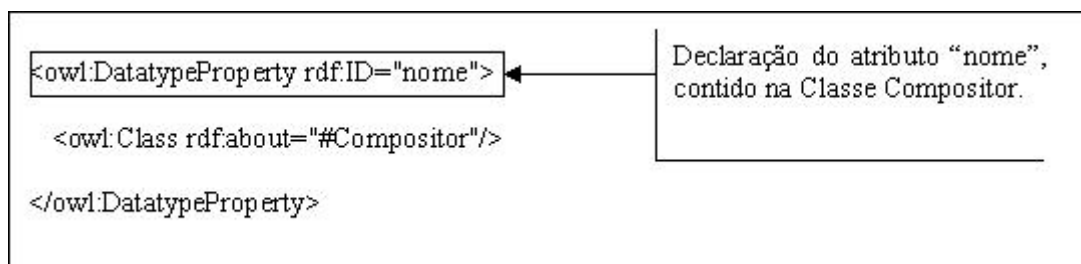 <owl:DatatypeProperty rdf:ID="nome">
Declaração do atributo “nome”,
contido na Classe Compositor.
<owl:Class rdf:about="#Compositor"/>
</owl:DatatypeProperty>